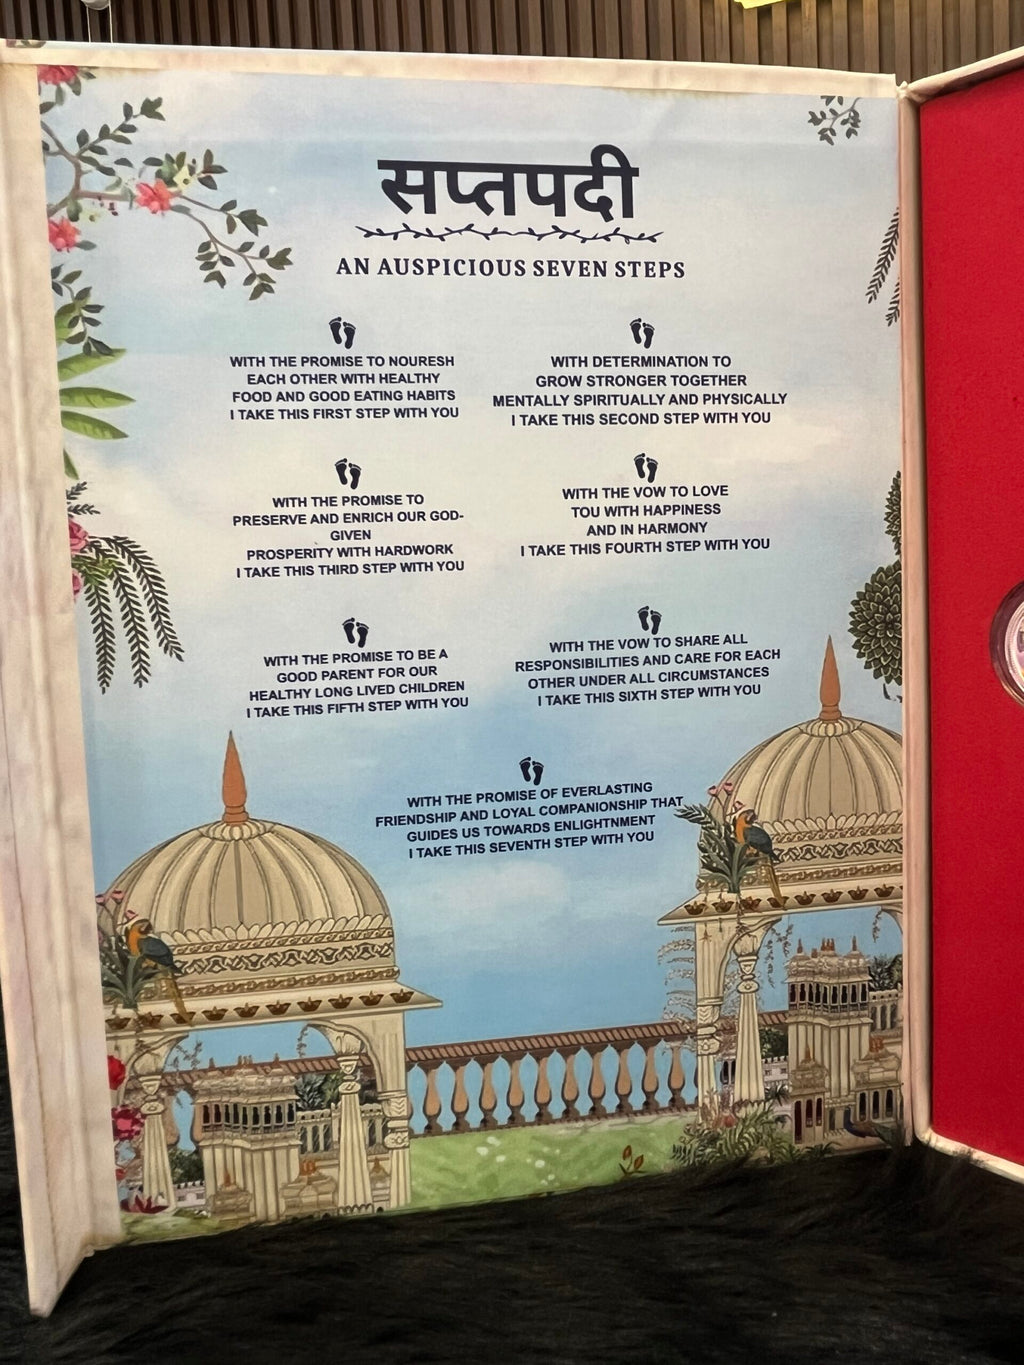 सप्तपदी
AN AUSPICIOUS SEVEN STEPS
WITH THE PROMISE TO NOURESH
EACH OTHER WITH HEALTHY
FOOD AND GOOD EATING HABITS
I TAKE THIS FIRST STEP WITH YOU
WITH DETERMINATION TO
GROW STRONGER TOGETHER
MENTALLY SPIRITUALLY AND PHYSICALLY
I TAKE THIS SECOND STEP WITH YOU
WITH THE PROMISE TO
PRESERVE AND ENRICH OUR GOD-
GIVEN
PROSPERITY WITH HARDWORK
I TAKE THIS THIRD STEP WITH YOU
WITH THE VOW TO LOVE
TOU WITH HAPPINESS
AND IN HARMONY
I TAKE THIS FOURTH STEP WITH YOU
WITH THE PROMISE TO BE A
GOOD PARENT FOR OUR
HEALTHY LONG LIVED CHILDREN
I TAKE THIS FIFTH STEP WITH YOU
WITH THE VOW TO SHARE ALL
RESPONSIBILITIES AND CARE FOR EACH
OTHER UNDER ALL CIRCUMSTANCES
I TAKE THIS SIXTH STEP WITH YOU
WITH THE PROMISE OF EVERLASTING
FRIENDSHIP AND LOYAL COMPANIONSHIP THAT
GUIDES US TOWARDS ENLIGHTNMENT
I TAKE THIS SEVENTH STEP WITH YOU